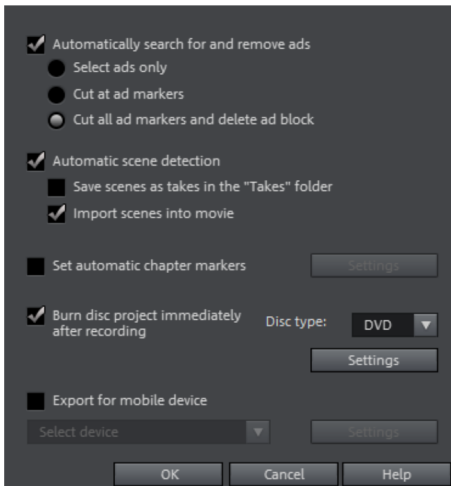 Automatically search for and remove ads
Select ads only
Cut at ad markers
Cut all ad markers and delete ad block
Automatic scene detection
Save scenes as takes in the "Takes" folder
Import scenes into movie
Set automatic chapter markers
Settings
Burn disc project immediately
after recording
Disc type:
DVD
Settings
Export for mobile device
Select device
Settings
OK
Cancel
Help